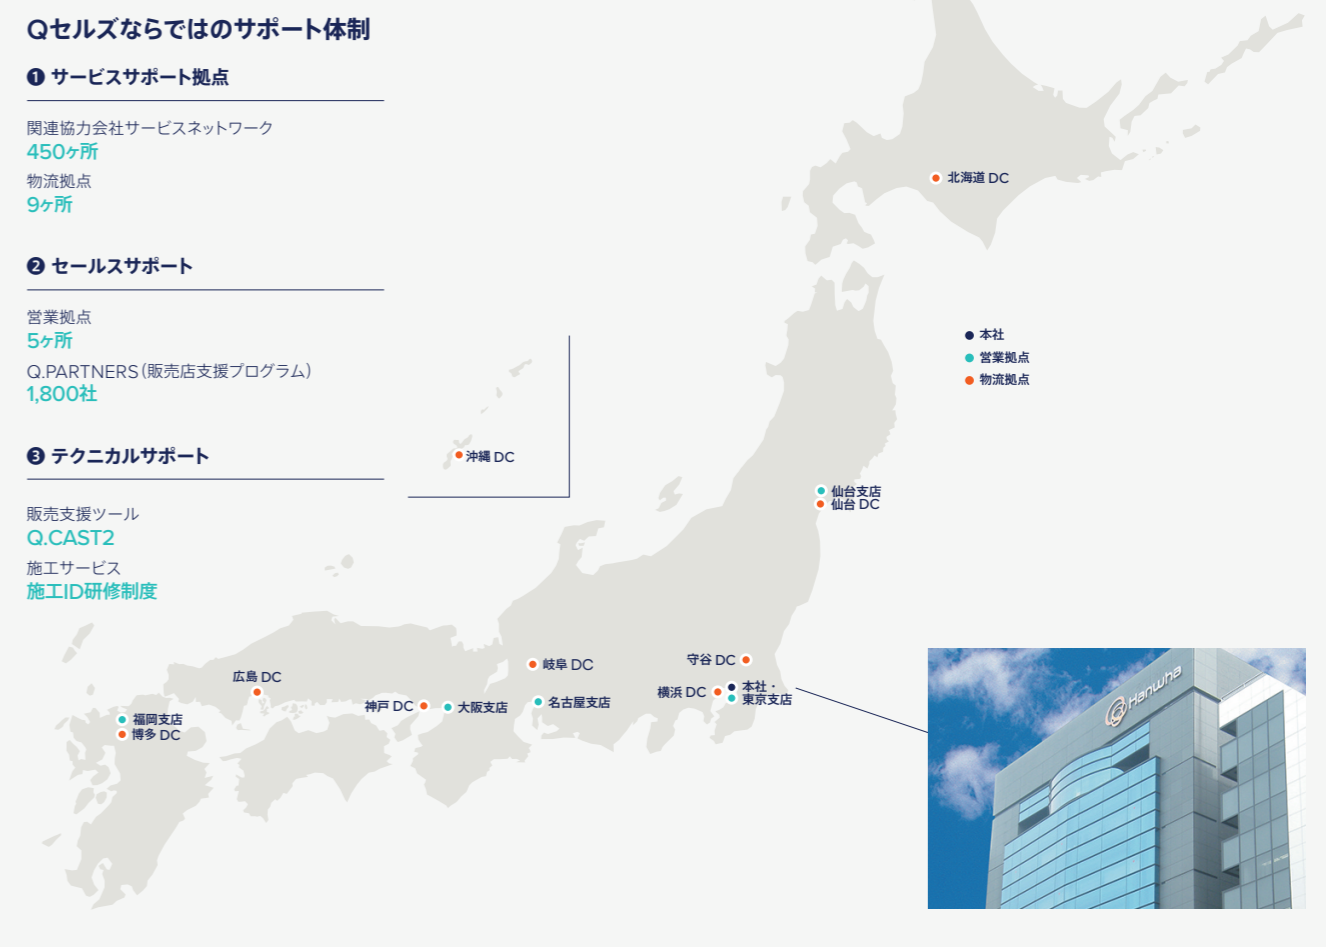 Qセルズならではのサポート体制
❶ サービスサポート拠点
関連協力会社サービスネットワーク
450ヶ所
物流拠点
9ヶ所
❷ セールスサポート
営業拠点
5ヶ所
Q.PARTNERS（販売店支援プログラム）
1,800社
❸ テクニカルサポート
販売支援ツール
Q.CAST2
施工サービス
施工ID研修制度
北海道 DC
本社
営業拠点
物流拠点
沖縄 DC
仙台支店
仙台 DC
岐阜 DC
守谷 DC
広島 DC
神戸 DC
大阪支店
名古屋支店
横浜 DC
本社・
東京支店
福岡支店
博多 DC
Hanwha